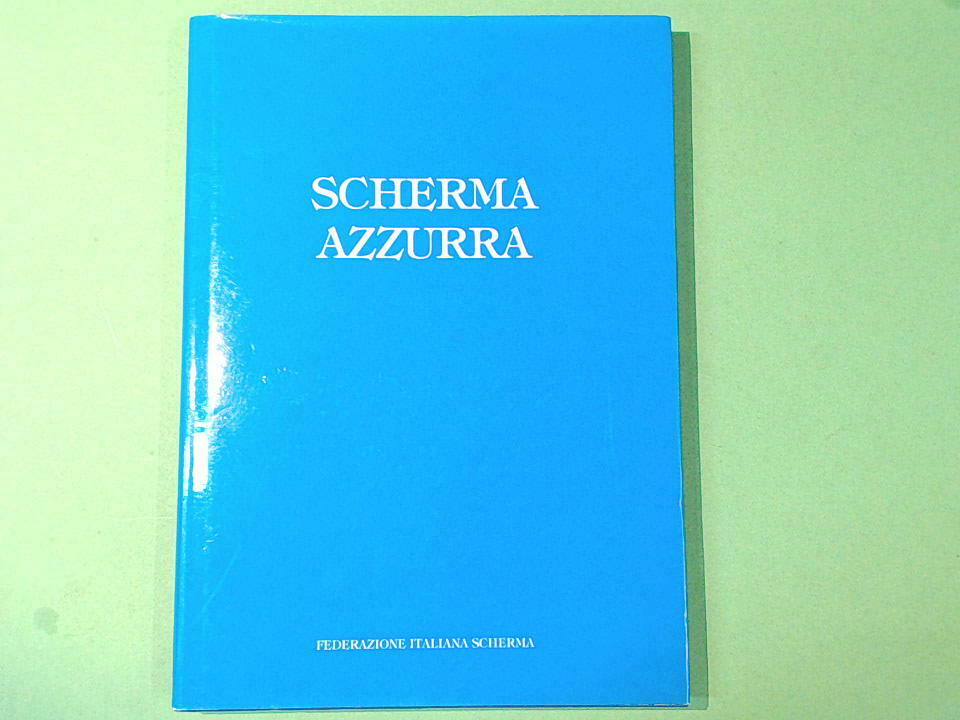 SCHERMA
AZZURRA
FEDERAZIONE ITALIANA SCHERMA